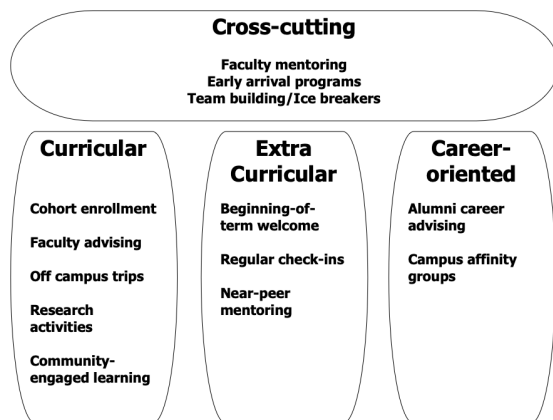 Cross-cutting
Faculty mentoring
Early arrival programs
Team building/Ice breakers
Curricular
Cohort enrollment
Faculty advising
Off campus trips
Research
activities
Community-
engaged learning
Extra
Curricular
Beginning-of-
term welcome
Regular check-ins
Near-peer
mentoring
Career-
oriented
Alumni career
advising
Campus affinity
groups